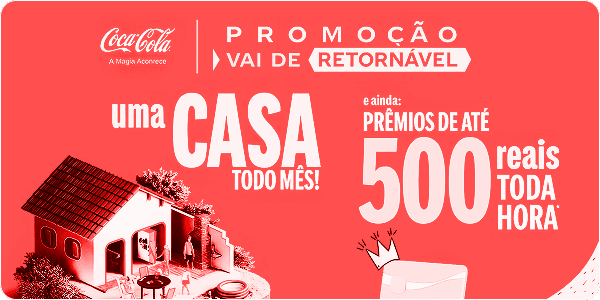 Coca-Cola
A Magia Acontece
PROMOÇÃO
VAI DE RETORNÁVEL
uma
CASA
TODO MÊS!
e ainda:
PRÊMIOS DE ATÉ
500 reais
TODA
HORA*